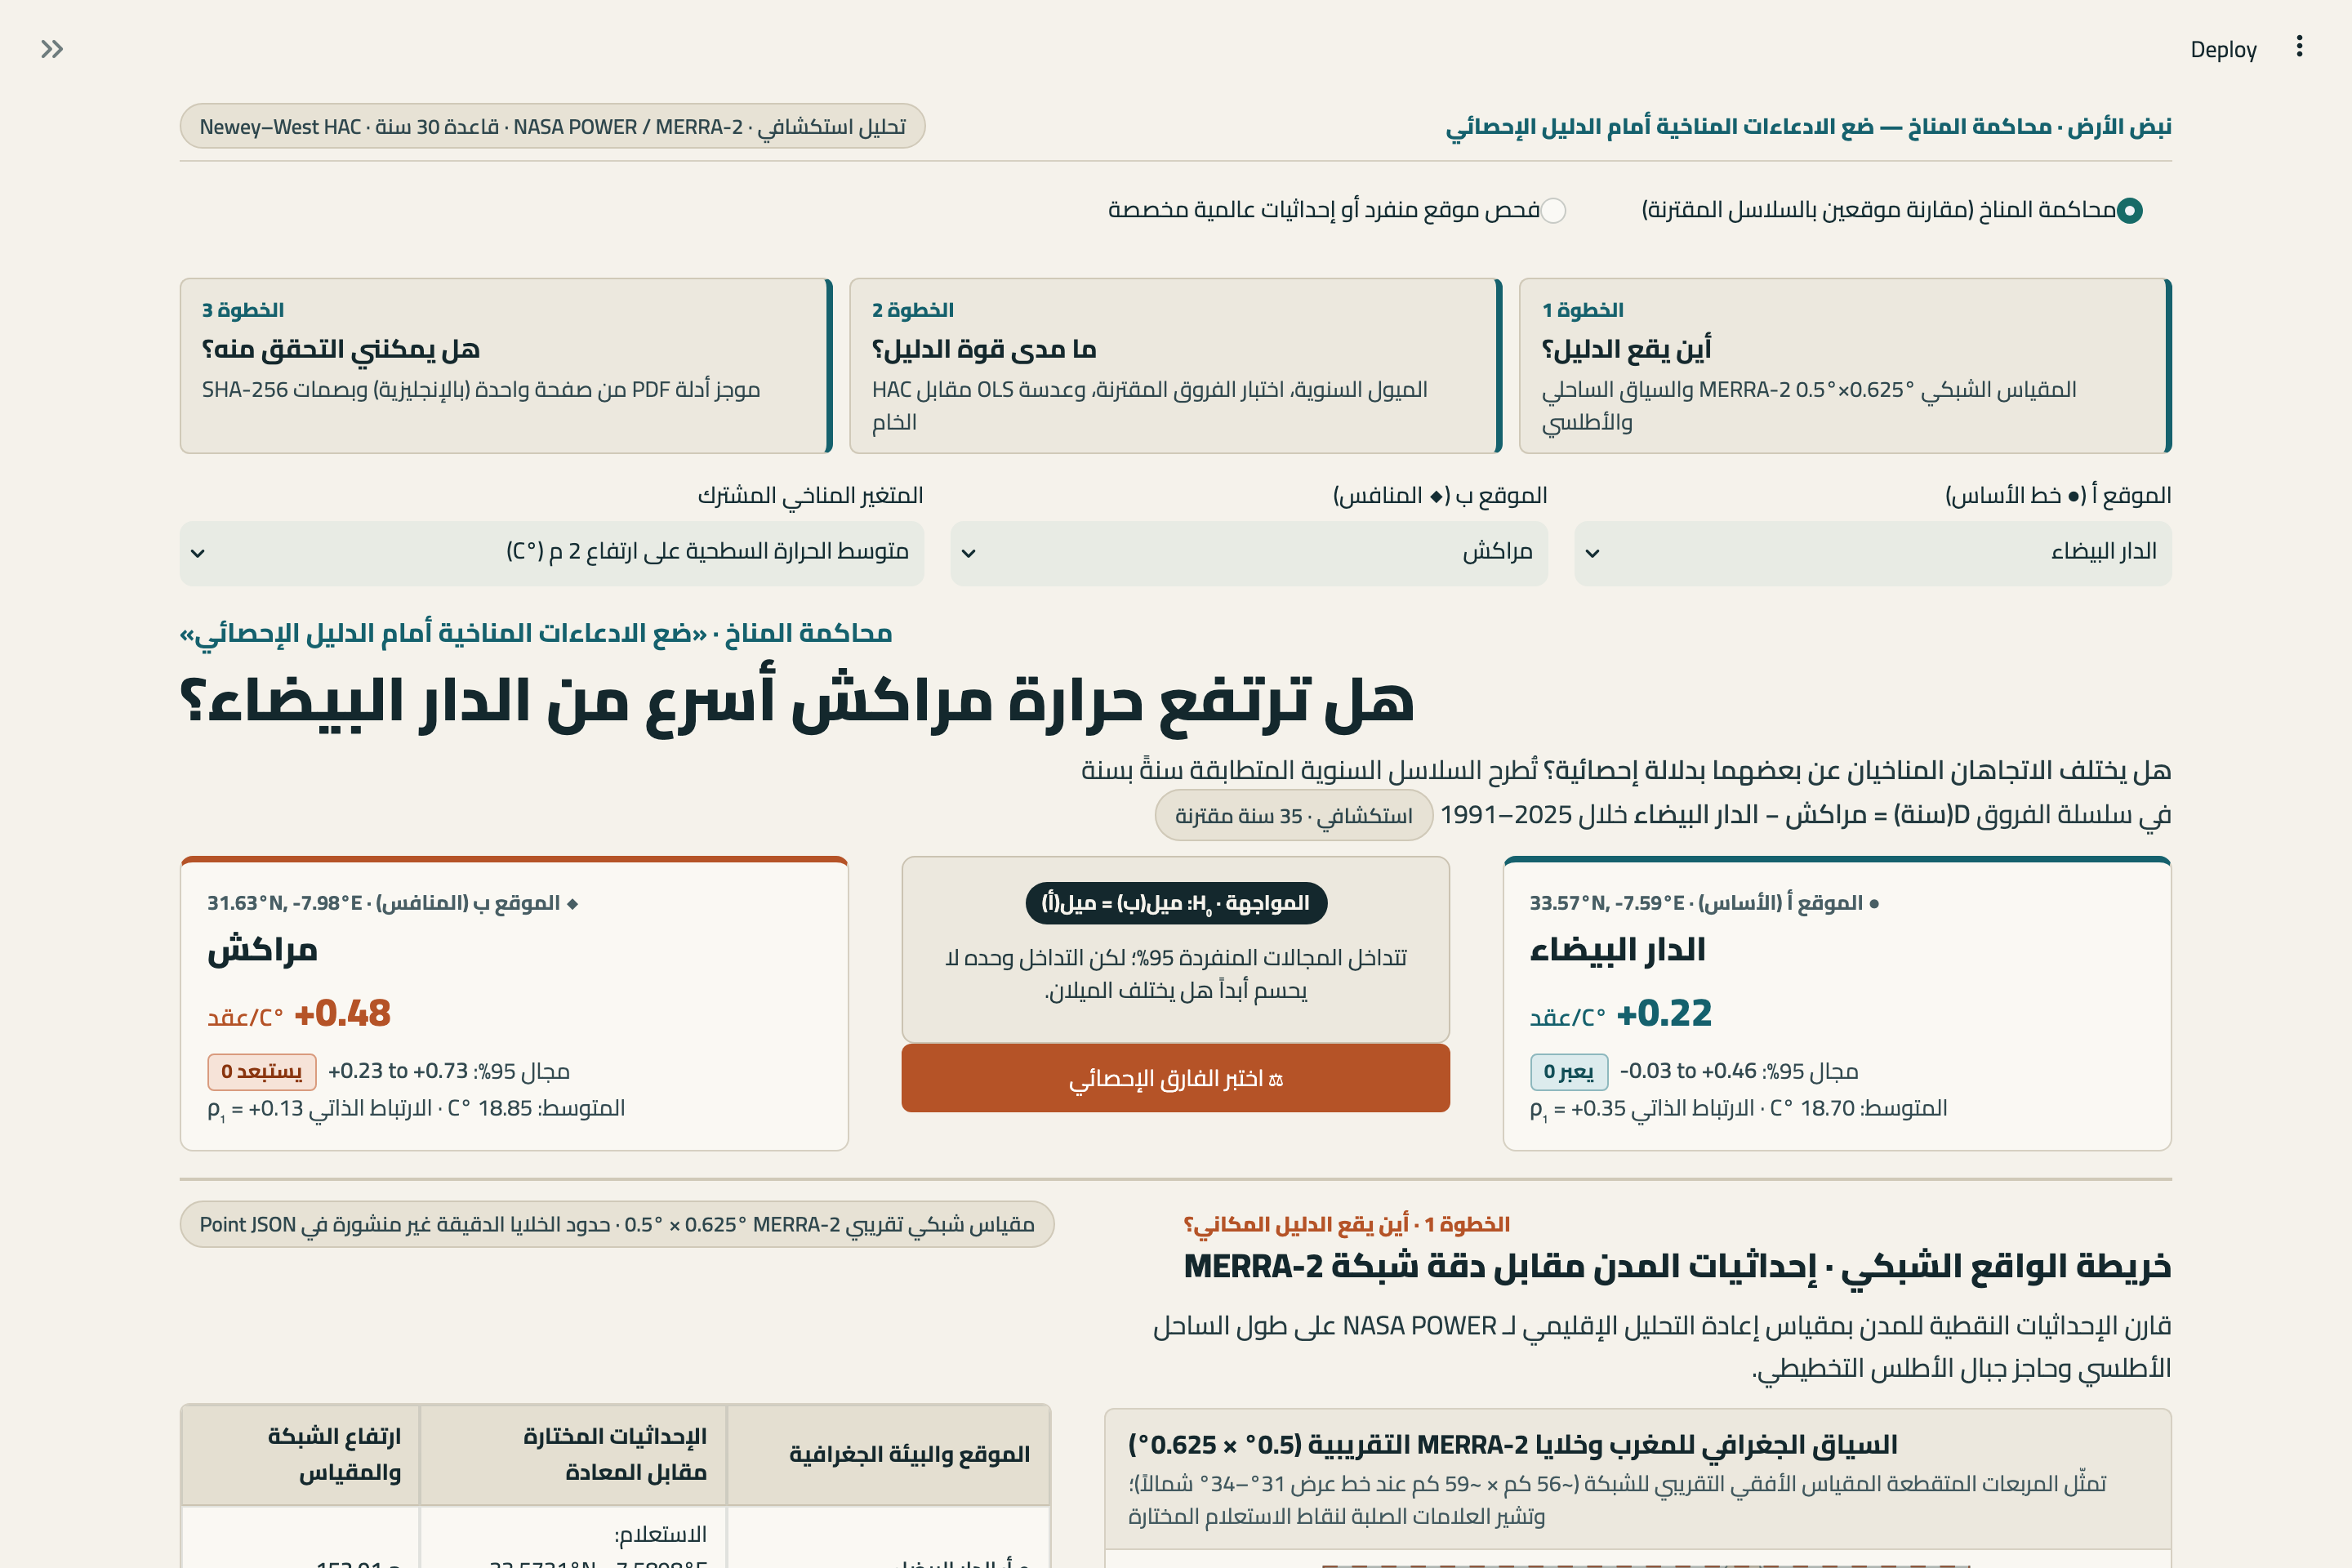 Deploy
نبض الأرض · محاكمة المناخ — ضع الادعاءات المناخية أمام الدليل الإحصائي
تحليل استكشافي · NASA POWER / MERRA-2 · قاعدة 30 سنة · Newey–West HAC
محاكمة المناخ (مقارنة موقعين بالسلاسل المقترنة)
فحص موقع منفرد أو إحداثيات عالمية مخصصة
الخطوة 1
أين يقع الدليل؟
المقياس الشبكي MERRA-2 0.5°×0.625° والسياق الساحلي
والأطلسي
الخطوة 2
ما مدى قوة الدليل؟
الميول السنوية، اختبار الفروق المقترنة، وعدسة OLS مقابل HAC
الخام
الخطوة 3
هل يمكنني التحقق منه؟
موجز أدلة PDF من صفحة واحدة (بالإنجليزية) وبصمات SHA-256
الموقع أ (● خط الأساس)
الدار البيضاء
الموقع ب (◆ المنافس)
مراكش
المتغير المناخي المشترك
متوسط الحرارة السطحية على ارتفاع 2 م (°C)
محاكمة المناخ · «ضع الادعاءات المناخية أمام الدليل الإحصائي»
هل ترتفع حرارة مراكش أسرع من الدار البيضاء؟
هل يختلف الاتجاهان المناخيان عن بعضهما بدلالة إحصائية؟ تُطرح السلاسل السنوية المتطابقة سنةً بسنة
في سلسلة الفروق D(سنة) = مراكش − الدار البيضاء خلال 1991–2025 استكشافي · 35 سنة مقترنة
● الموقع أ (الأساس) · 33.57°N, -7.59°E
الدار البيضاء
+0.22 °C/عقد
مجال 95%: -0.03 to +0.46 يعبر 0
المتوسط: 18.70 °C · الارتباط الذاتي ρ₁ = +0.35
المواجهة · H₀: ميل(ب) = ميل(أ)
تتداخل المجالات المنفردة 95%؛ لكن التداخل وحده لا
يحسم أبداً هل يختلف الميلان.
⚖ اختبر الفارق الإحصائي
◆ الموقع ب (المنافس) · 31.63°N, -7.98°E
مراكش
+0.48 °C/عقد
مجال 95%: +0.23 to +0.73 يستبعد 0
المتوسط: 18.85 °C · الارتباط الذاتي ρ₁ = +0.13
الخطوة 1 · أين يقع الدليل المكاني؟
خريطة الواقع الشبكي · إحداثيات المدن مقابل دقة شبكة MERRA-2
مقياس شبكي تقريبي MERRA-2 0.5° × 0.625° · حدود الخلايا الدقيقة غير منشورة في Point JSON
قارن الإحداثيات النقطية للمدن بمقياس إعادة التحليل الإقليمي لـ NASA POWER على طول الساحل
الأطلسي وحاجز جبال الأطلس التخطيطي.
السياق الجغرافي للمغرب وخلايا MERRA-2 التقريبية (0.5° × 0.625°)
تمثّل المربعات المتقطعة المقياس الأفقي التقريبي للشبكة (~56 كم × ~59 كم عند خط عرض 31°–34° شمالاً)؛
وتشير العلامات الصلبة لنقاط الاستعلام المختارة
الموقع والبيئة الجغرافية
الإحداثيات المختارة
مقابل المعادة
ارتفاع الشبكة
والمقياس
الاستعلام: